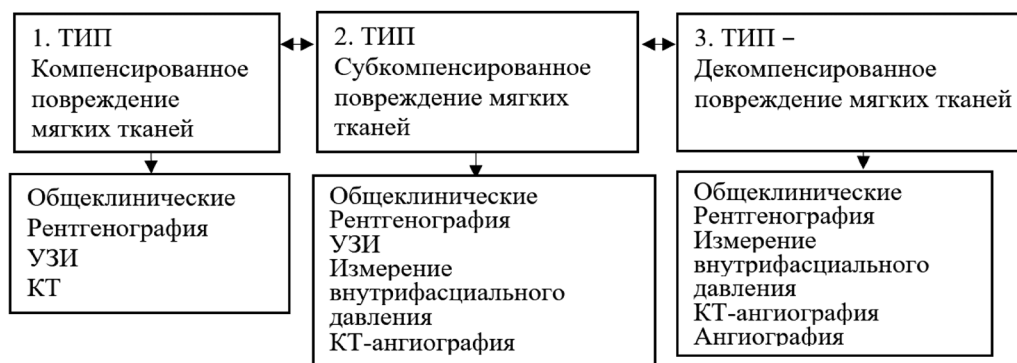 1. ТИП
Компенсированное
повреждение
мягких тканей
2. ТИП
Субкомпенсированное
повреждение мягких
тканей
3. ТИП –
Декомпенсированное
повреждение мягких тканей
Общеклинические
Рентгенография
УЗИ
КТ
Общеклинические
Рентгенография
УЗИ
Измерение
внутрифасциального
давления
КТ-ангиография
Общеклинические
Рентгенография
Измерение
внутрифасциального
давления
КТ-ангиография
Ангиография